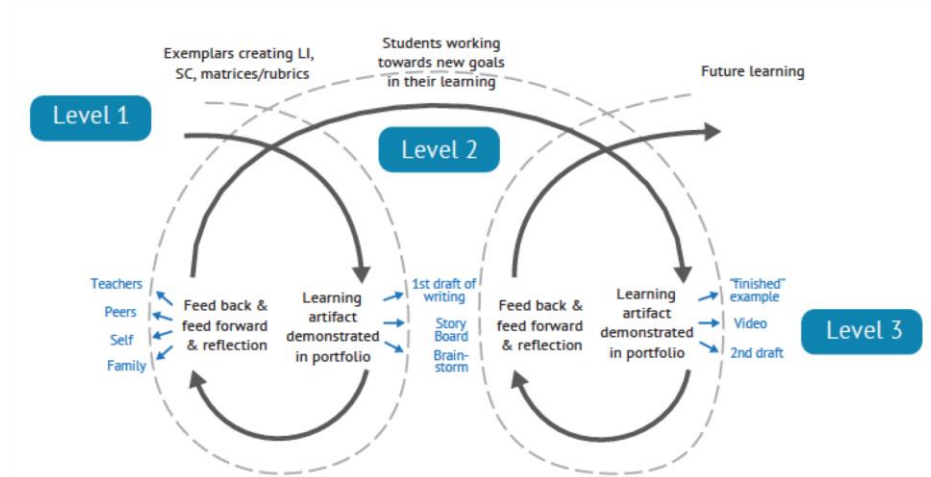 Exemplars creating LI,
SC, matrices/rubrics,
Students working
towards new goals
in their learning
Future learning
Level 1
Level 2
Teachers
Peers
Self
Family
Feed back &
feed forward
& reflection
Learning
artifact
demonstrated
in portfolio
1st draft of
writing
Story
Board
Brain-
storm
Feed back &
feed forward
& reflection
Learning
artifact
demonstrated
in portfolio
"finished"
example
Video
2nd draft
Level 3